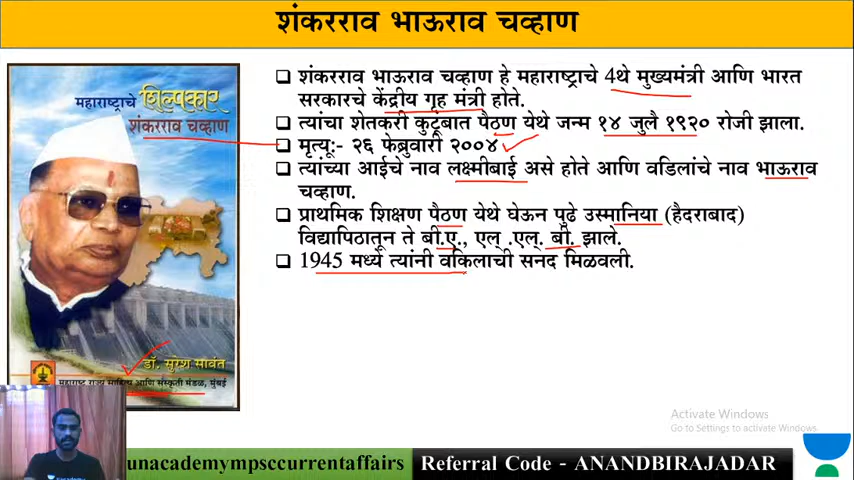 शंकरराव भाऊराव चव्हाण
महाराष्ट्राचे शिल्पकार
शंकरराव चव्हाण
डॉ. सुरेश सावंत
महाराष्ट्र राज्य साहित्य आणि संस्कृती मंडळ, मुंबई
❑ शंकरराव भाऊराव चव्हाण हे महाराष्ट्राचे 4थे मुख्यमंत्री आणि भारत
सरकारचे केंद्रीय गृह मंत्री होते.
❑ त्यांचा शेतकरी कुटूंबात पैठण येथे जन्म १४ जुलै १९२० रोजी झाला.
❑ मृत्यू:- २६ फेब्रुवारी २००४
❑ त्यांच्या आईचे नाव लक्ष्मीबाई असे होते आणि वडिलांचे नाव भाऊराव
चव्हाण.
❑ प्राथमिक शिक्षण पैठण येथे घेऊन पुढे उस्मानिया (हैदराबाद)
विद्यापिठातून ते बी.ए., एल् .एल्. बी. झाले.
❑ 1945 मध्ये त्यांनी वकिलाची सनद मिळवली.
Activate Windows
Go to Settings to activate Windows.
unacademympsccurrentaffairs
Referral Code - ANANDBIRAJADAR